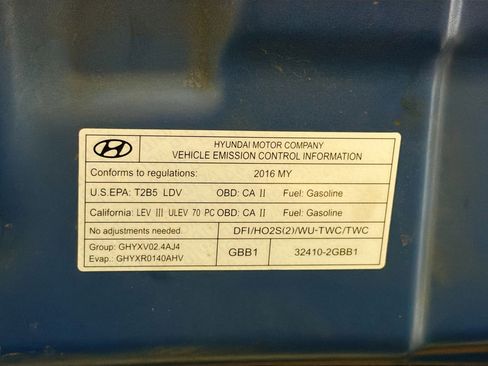 HYUNDAI MOTOR COMPANY
VEHICLE EMISSION CONTROL INFORMATION
Conforms to regulations: 2016 MY
U.S.EPA: T2B5 LDV OBD: CA II Fuel: Gasoline
California: LEV III ULEV 70 PC OBD: CA II Fuel: Gasoline
No adjustments needed. DFI/HO2S(2)/WU-TWC/TWC
Group: GHYXV02.4AJ4
Evap.: GHYXR0140AHV
GBB1 32410-2GBB1